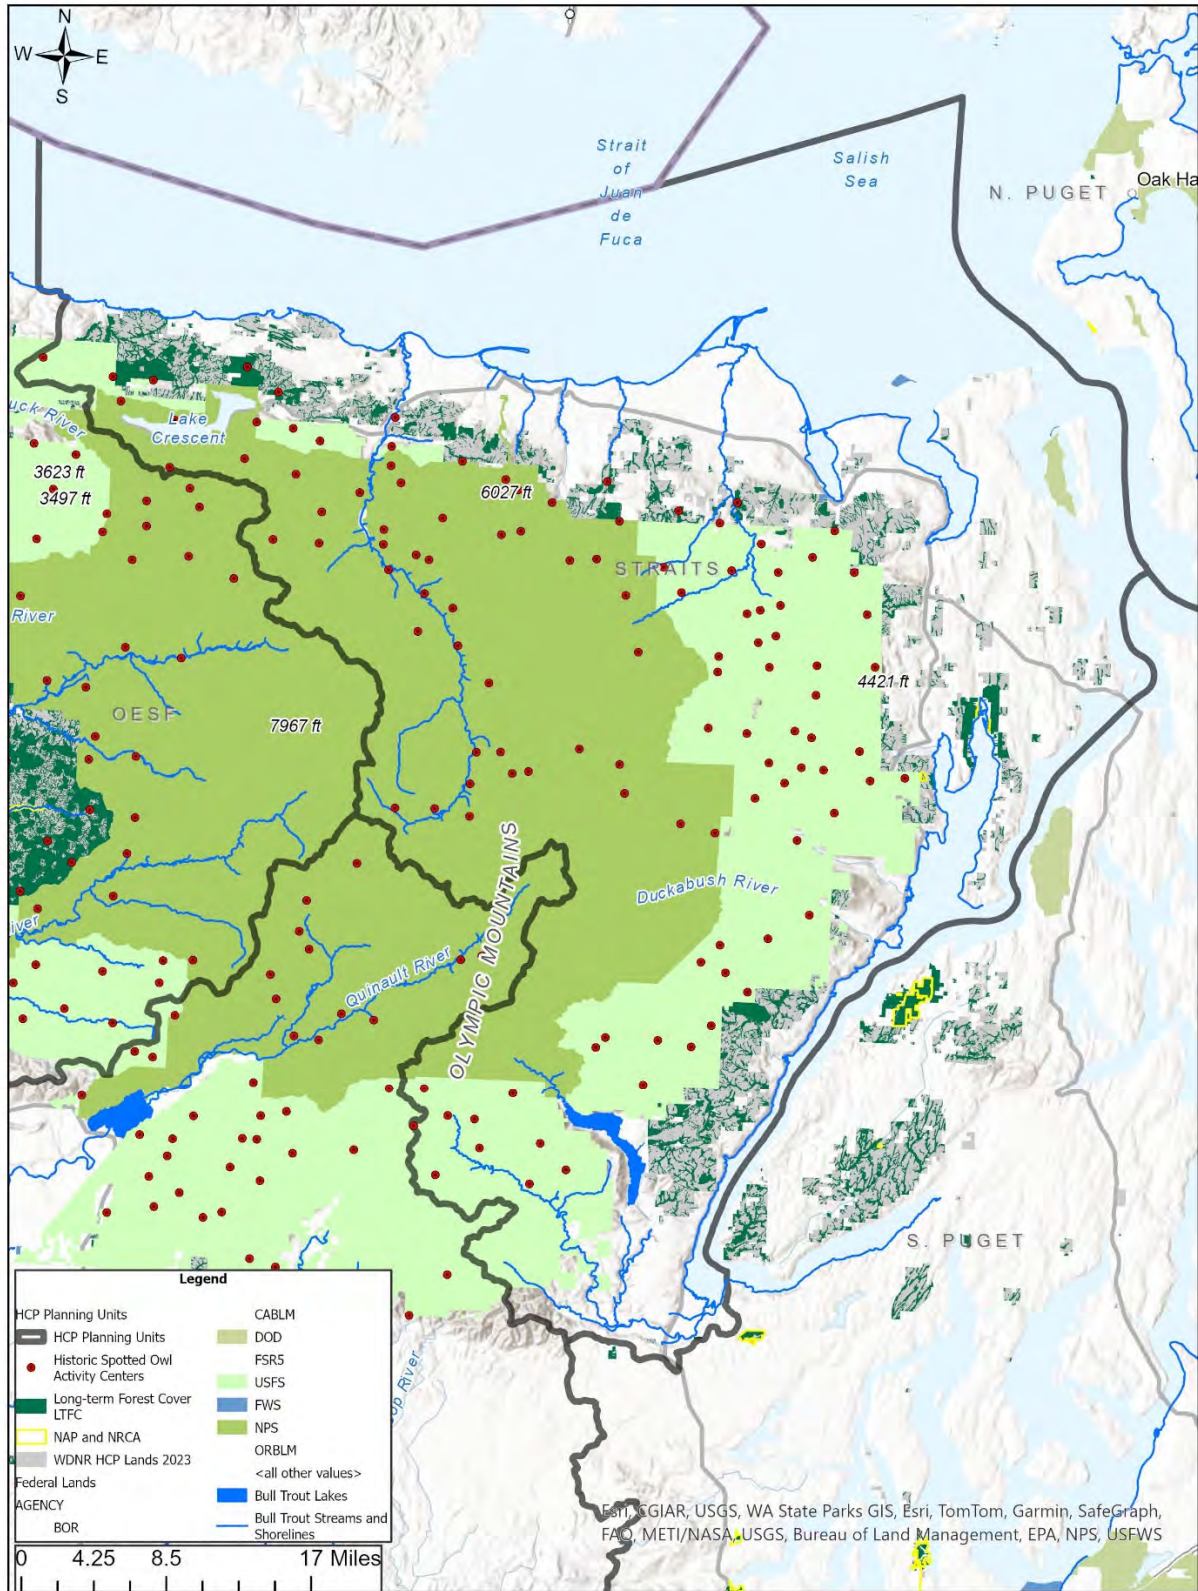 N
W E
S
Strait
of
Juan
de
Fuca
Salish
Sea
N. PUGET
Oak Ha
Lake
Crescent
uck River
3623 ft
3497 ft
6027 ft
STRAITS
River
OESF
7967 ft
4421 ft
OLYMPIC MOUNTAINS
Duckabush River
iver
Quinault River
S. PUGET
op River
Legend
HCP Planning Units
HCP Planning Units
Historic Spotted Owl
Activity Centers
Long-term Forest Cover
LTFC
NAP and NRCA
WDNR HCP Lands 2023
Federal Lands
AGENCY
BOR
CABLM
DOD
FSR5
USFS
FWS
NPS
ORBLM
<all other values>
Bull Trout Lakes
Bull Trout Streams and
Shorelines
0 4.25 8.5 17 Miles
Esri, CGIAR, USGS, WA State Parks GIS, Esri, TomTom, Garmin, SafeGraph,
FAO, METI/NASA, USGS, Bureau of Land Management, EPA, NPS, USFWS